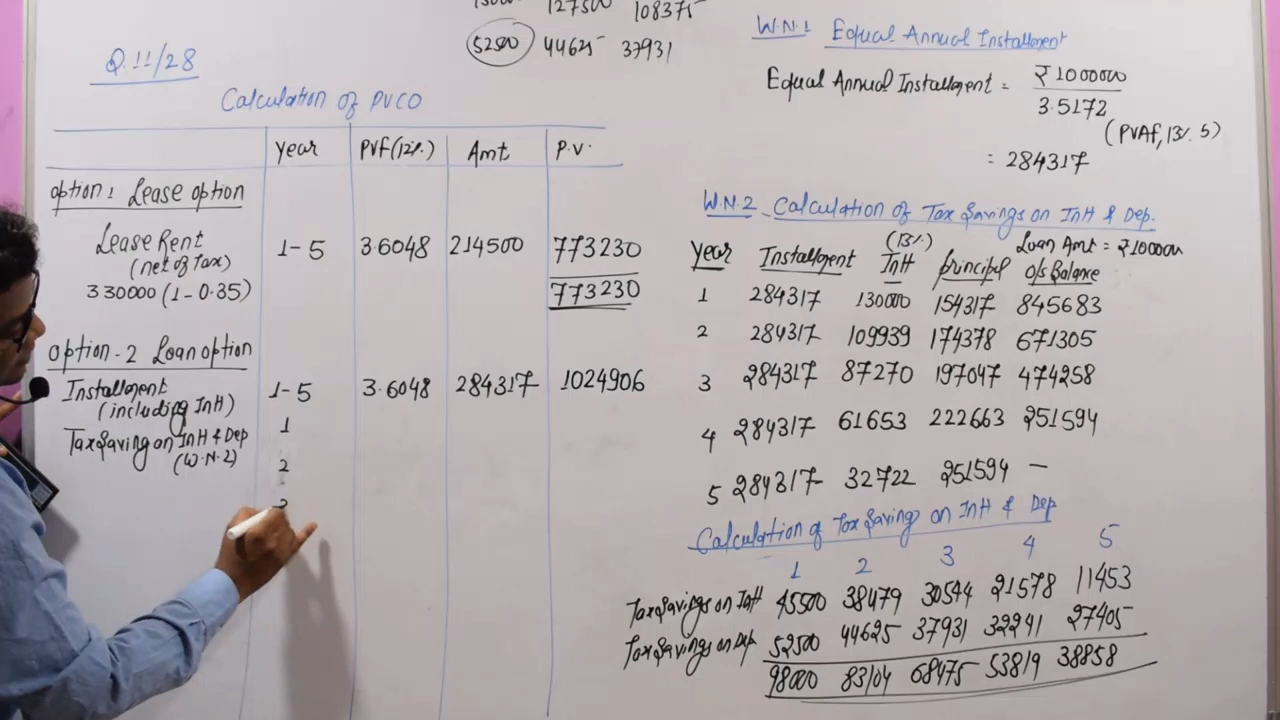 127500 108375
52500 44625 37931
Q.11/28
Calculation of PVCO
Year PVf(12%) Amt P.V.
Option 1 Lease option
Lease Rent 1-5 3.6048 214500 773230
(net of Tax)
330000 (1-0.35) 773230
Option-2 Loan option
Installment 1-5 3.6048 284317 1024906
(including Int)
Tax Saving on Int & Dep 1
(W.N.2)
2
3
W.N.1 Equal Annual Installment
Equal Annual Installment = ₹1000000
3.5172
(PVAf, 13% 5)
= 284317
W.N.2 Calculation of Tax Savings on Int & Dep.
(13%) Loan Amt = ₹1000000
Year Installment Int principal o/s Balance
1 284317 130000 154317 845683
2 284317 109939 174378 671305
3 284317 87270 197047 474258
4 284317 61653 222663 251594
5 284317 32722 251594 —
Calculation of Tax Savings on Int & Dep
1 2 3 4 5
Tax Savings on Int 45500 38479 30544 21578 11453
Tax Savings on Dep 52500 44625 37931 32241 27405
98000 83104 68475 53819 38858